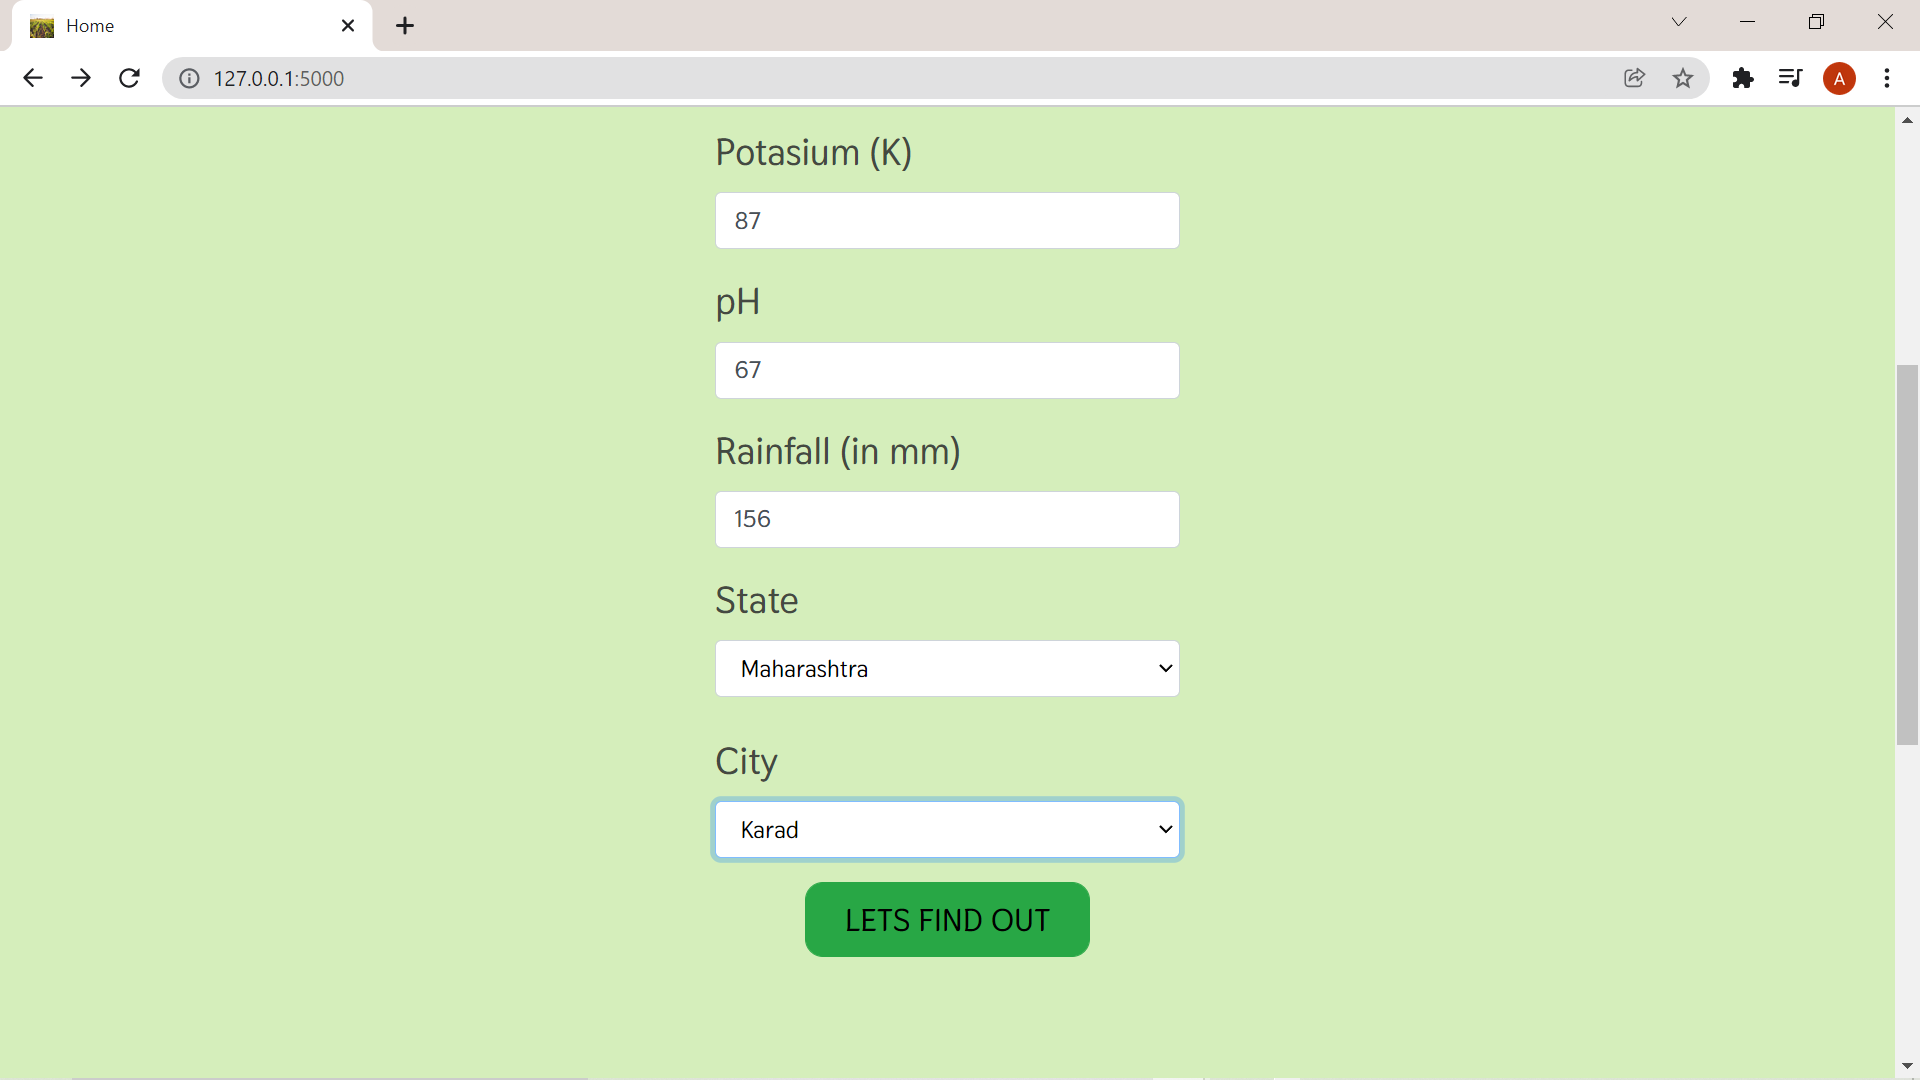 Home
127.0.0.1:5000
A
Potasium (K)
87
pH
67
Rainfall (in mm)
156
State
Maharashtra
City
Karad
LETS FIND OUT